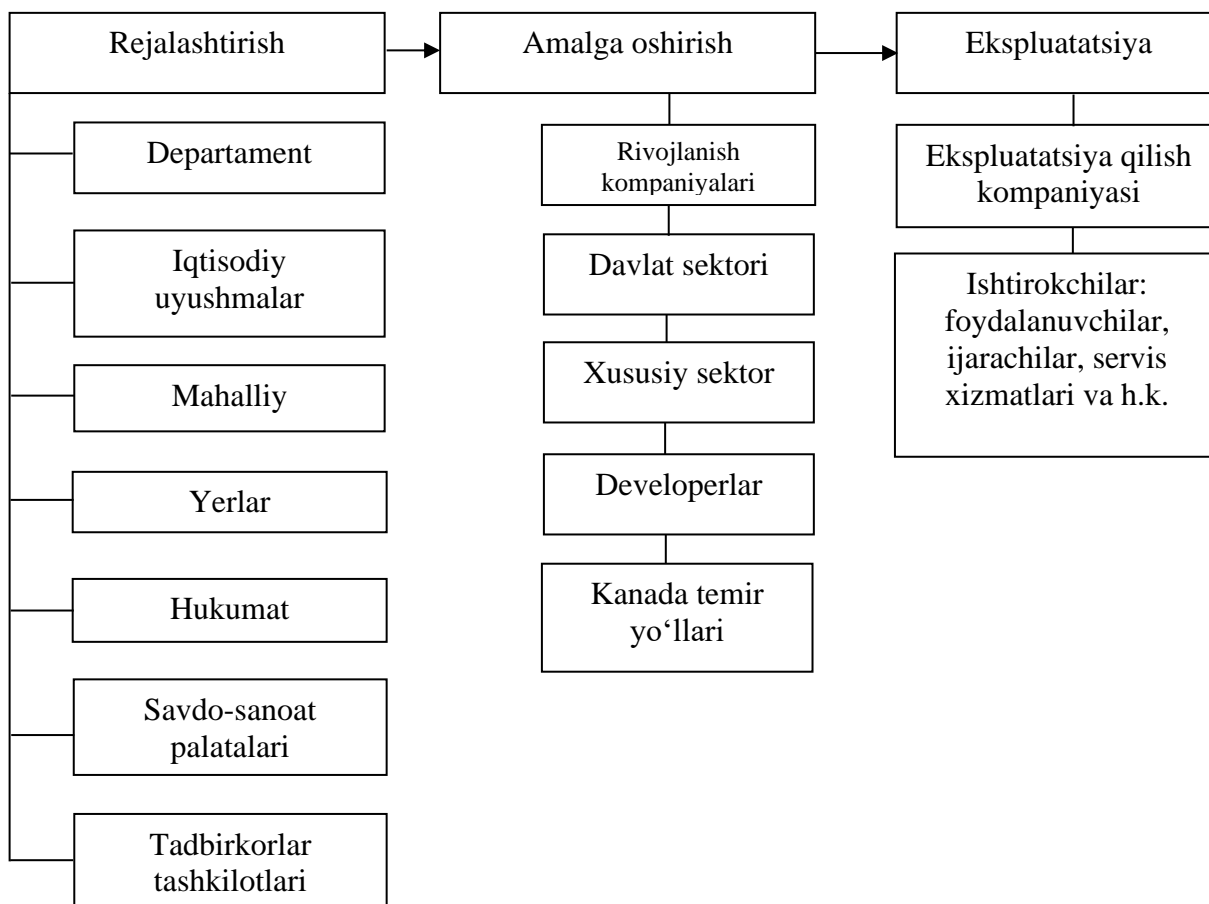 Rejalashtirish
Departament
Iqtisodiy
uyushmalar
Mahalliy
Yerlar
Hukumat
Savdo-sanoat
palatalari
Tadbirkorlar
tashkilotlari
Amalga oshirish
Rivojlanish
kompaniyalari
Davlat sektori
Xususiy sektor
Developerlar
Kanada temir
yo‘llari
Ekspluatatsiya
Ekspluatatsiya qilish
kompaniyasi
Ishtirokchilar:
foydalanuvchilar,
ijarachilar, servis
xizmatlari va h.k.